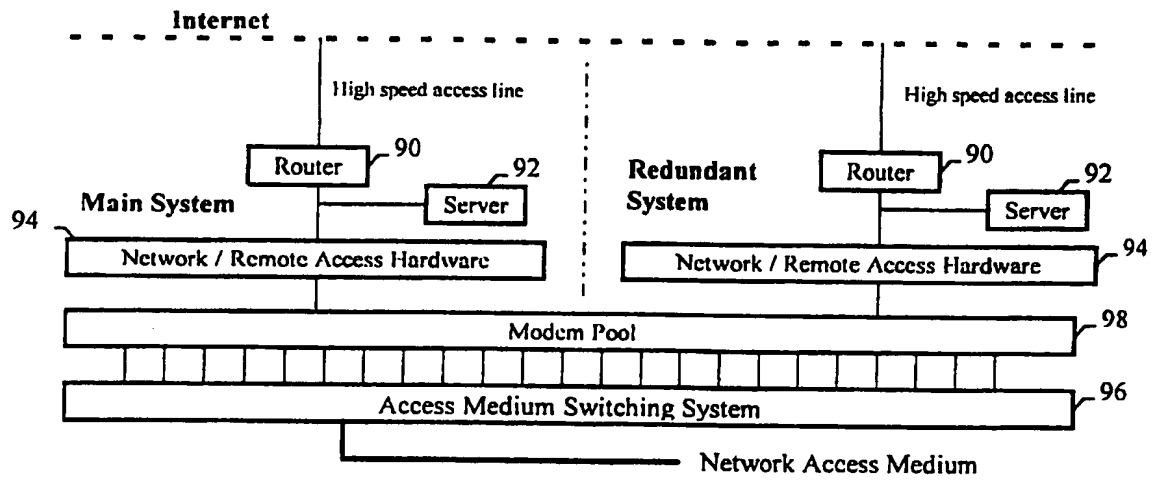 Internet
High speed access line
High speed access line
Router
90
Router
90
92
Server
92
Server
Main System
Redundant
System
94
Network / Remote Access Hardware
Network / Remote Access Hardware
94
Modem Pool
98
Access Medium Switching System
96
Network Access Medium